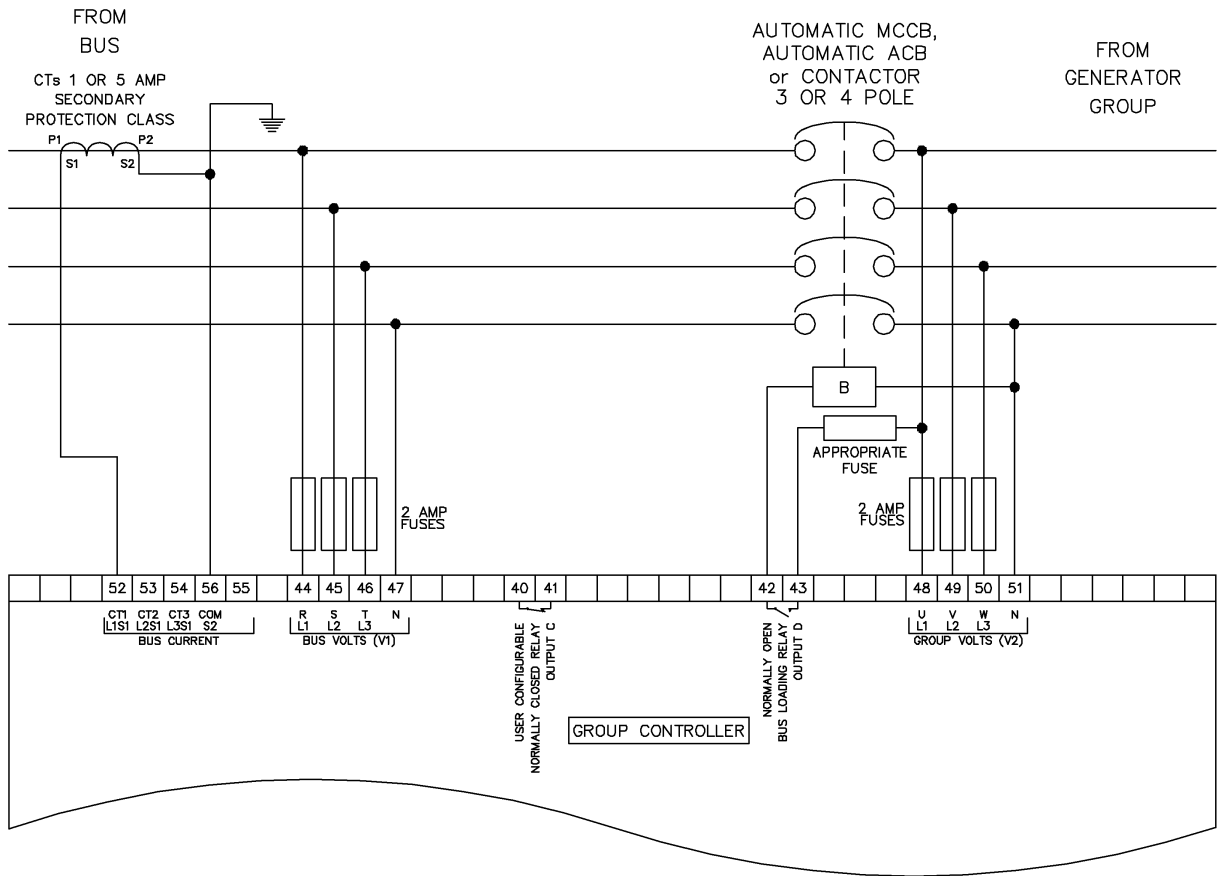 FROM
BUS
CTs 1 OR 5 AMP
SECONDARY
PROTECTION CLASS
P1
P2
S1
S2
AUTOMATIC MCCB,
AUTOMATIC ACB
or CONTACTOR
3 OR 4 POLE
FROM
GENERATOR
GROUP
B
APPROPRIATE
FUSE
2 AMP
FUSES
2 AMP
FUSES
52 53 54 56 55 44 45 46 47 40 41 42 43 48 49 50 51
CT1 CT2 CT3 COM
L1S1 L2S1 L3S1 S2
BUS CURRENT
R S T N
L1 L2 L3
BUS VOLTS (V1)
USER CONFIGURABLE
NORMALLY CLOSED RELAY
OUTPUT C
GROUP CONTROLLER
NORMALLY OPEN
BUS LOADING RELAY
OUTPUT D
U V W N
L1 L2 L3
GROUP VOLTS (V2)